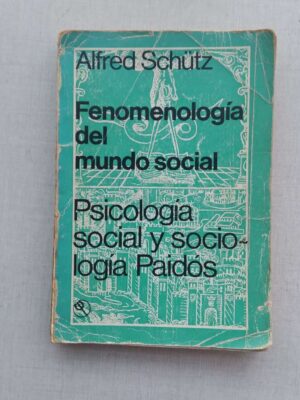 Alfred Schütz
Fenomenología
del
mundo social
Psicología
social y socio-
logía Paidós